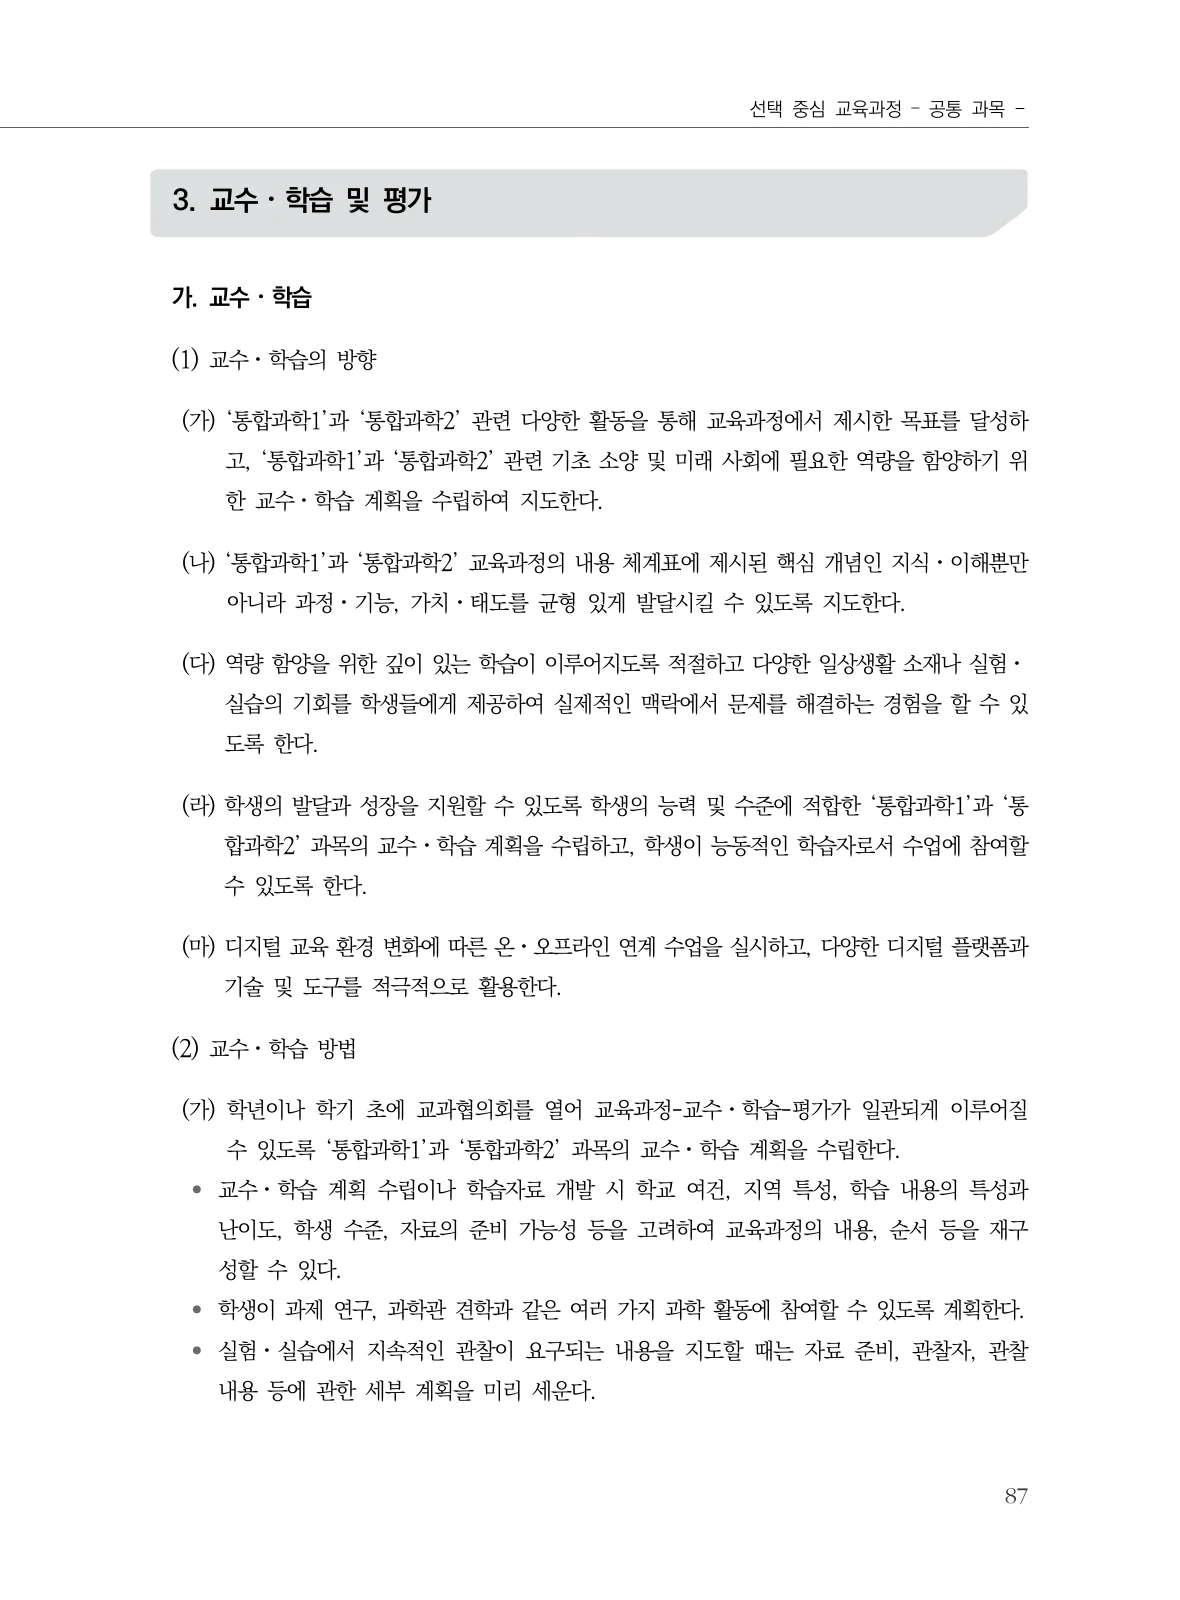 선택 중심 교육과정 - 공통 과목 -
3. 교수・학습 및 평가
가. 교수・학습
(1) 교수・학습의 방향
(가) ‘통합과학1’과 ‘통합과학2’ 관련 다양한 활동을 통해 교육과정에서 제시한 목표를 달성하
고, ‘통합과학1’과 ‘통합과학2’ 관련 기초 소양 및 미래 사회에 필요한 역량을 함양하기 위
한 교수・학습 계획을 수립하여 지도한다.
(나) ‘통합과학1’과 ‘통합과학2’ 교육과정의 내용 체계표에 제시된 핵심 개념인 지식・이해뿐만
아니라 과정・기능, 가치・태도를 균형 있게 발달시킬 수 있도록 지도한다.
(다) 역량 함양을 위한 깊이 있는 학습이 이루어지도록 적절하고 다양한 일상생활 소재나 실험・
실습의 기회를 학생들에게 제공하여 실제적인 맥락에서 문제를 해결하는 경험을 할 수 있
도록 한다.
(라) 학생의 발달과 성장을 지원할 수 있도록 학생의 능력 및 수준에 적합한 ‘통합과학1’과 ‘통
합과학2’ 과목의 교수・학습 계획을 수립하고, 학생이 능동적인 학습자로서 수업에 참여할
수 있도록 한다.
(마) 디지털 교육 환경 변화에 따른 온・오프라인 연계 수업을 실시하고, 다양한 디지털 플랫폼과
기술 및 도구를 적극적으로 활용한다.
(2) 교수・학습 방법
(가) 학년이나 학기 초에 교과협의회를 열어 교육과정-교수・학습-평가가 일관되게 이루어질
수 있도록 ‘통합과학1’과 ‘통합과학2’ 과목의 교수・학습 계획을 수립한다.
• 교수・학습 계획 수립이나 학습자료 개발 시 학교 여건, 지역 특성, 학습 내용의 특성과
난이도, 학생 수준, 자료의 준비 가능성 등을 고려하여 교육과정의 내용, 순서 등을 재구
성할 수 있다.
• 학생이 과제 연구, 과학관 견학과 같은 여러 가지 과학 활동에 참여할 수 있도록 계획한다.
• 실험・실습에서 지속적인 관찰이 요구되는 내용을 지도할 때는 자료 준비, 관찰자, 관찰
내용 등에 관한 세부 계획을 미리 세운다.
87